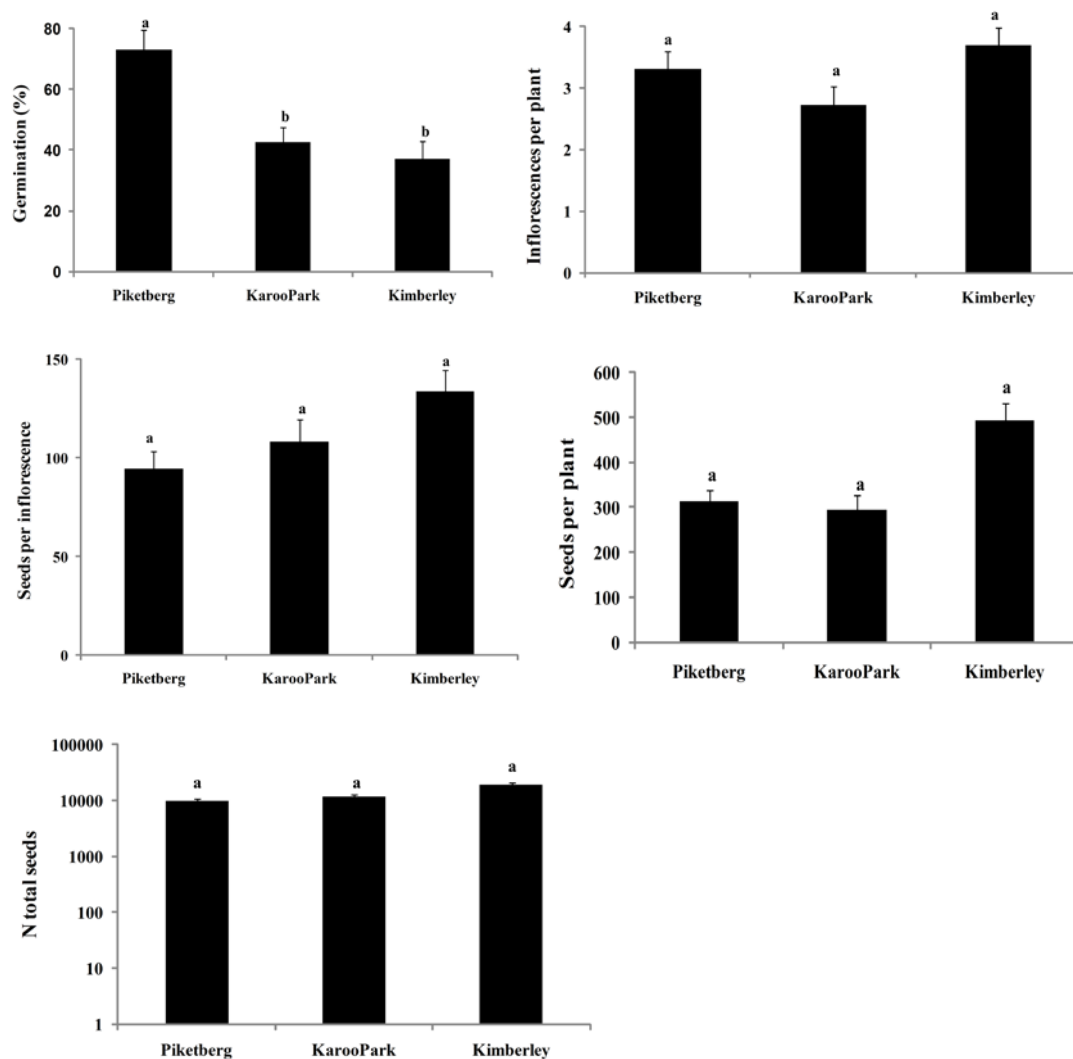 a
80
60
40
20
0
b
b
Germination (%)
Piketberg KarooPark Kimberley
4
3
2
1
0
a
a
a
Inflorescences per plant
Piketberg KarooPark Kimberley
150
100
50
0
a
a
a
Seeds per inflorescence
Piketberg KarooPark Kimberley
600
500
400
300
200
100
0
a
a
a
Seeds per plant
Piketberg KarooPark Kimberley
100000
10000
1000
100
10
1
a
a
a
N total seeds
Piketberg KarooPark Kimberley